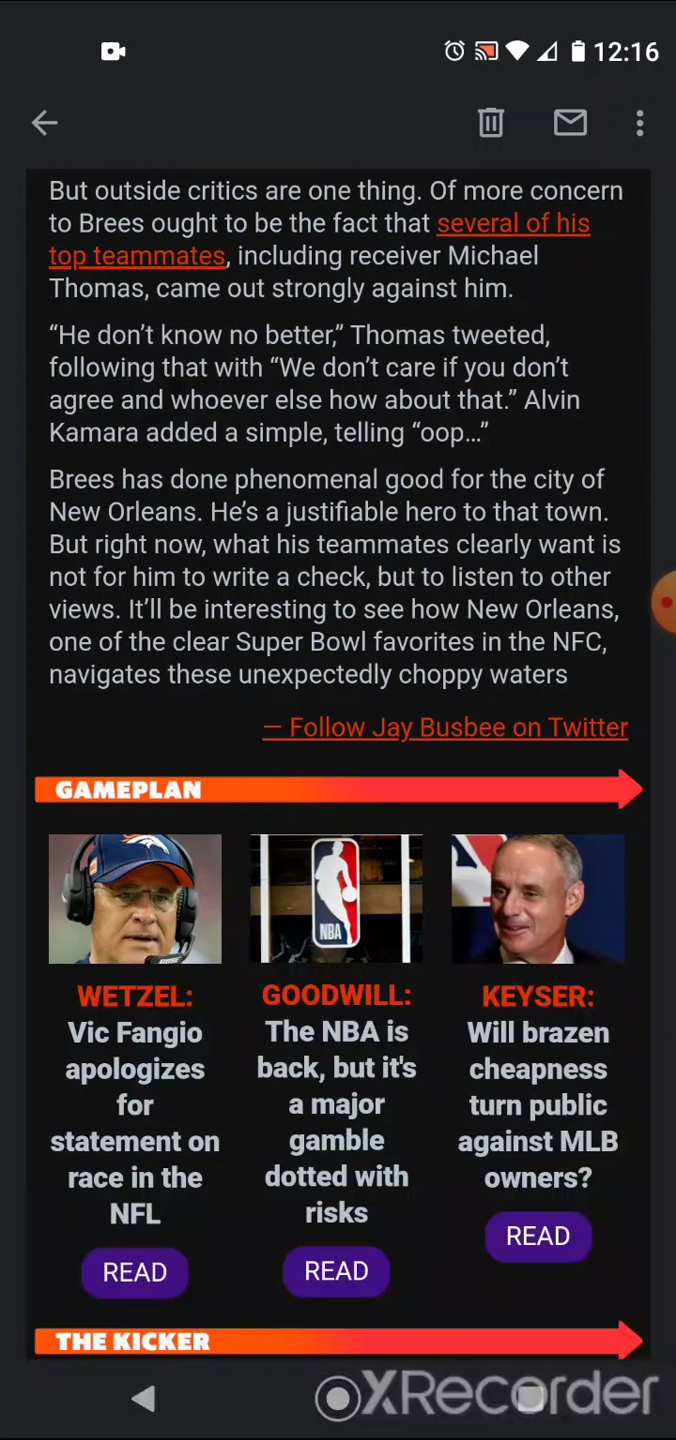 12:16
But outside critics are one thing. Of more concern
to Brees ought to be the fact that several of his
top teammates, including receiver Michael
Thomas, came out strongly against him.
“He don’t know no better,” Thomas tweeted,
following that with “We don’t care if you don’t
agree and whoever else how about that.” Alvin
Kamara added a simple, telling “oop…”
Brees has done phenomenal good for the city of
New Orleans. He’s a justifiable hero to that town.
But right now, what his teammates clearly want is
not for him to write a check, but to listen to other
views. It’ll be interesting to see how New Orleans,
one of the clear Super Bowl favorites in the NFC,
navigates these unexpectedly choppy waters
— Follow Jay Busbee on Twitter
GAMEPLAN
NBA
WETZEL:
Vic Fangio
apologizes
for
statement on
race in the
NFL
READ
GOODWILL:
The NBA is
back, but it's
a major
gamble
dotted with
risks
READ
KEYSER:
Will brazen
cheapness
turn public
against MLB
owners?
READ
THE KICKER
XRecorder